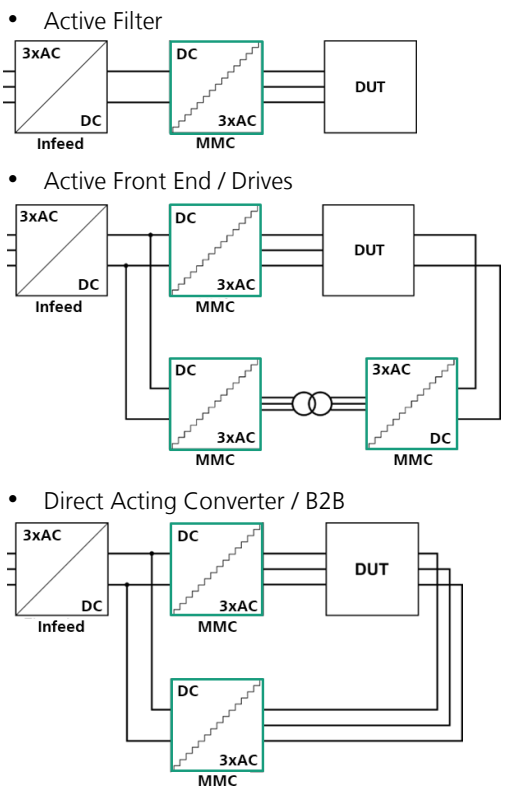 • Active Filter
3xAC
DC
Infeed
DC
3xAC
MMC
DUT
• Active Front End / Drives
3xAC
DC
Infeed
DC
3xAC
MMC
DUT
DC
3xAC
MMC
3xAC
DC
MMC
• Direct Acting Converter / B2B
3xAC
DC
Infeed
DC
3xAC
MMC
DUT
DC
3xAC
MMC